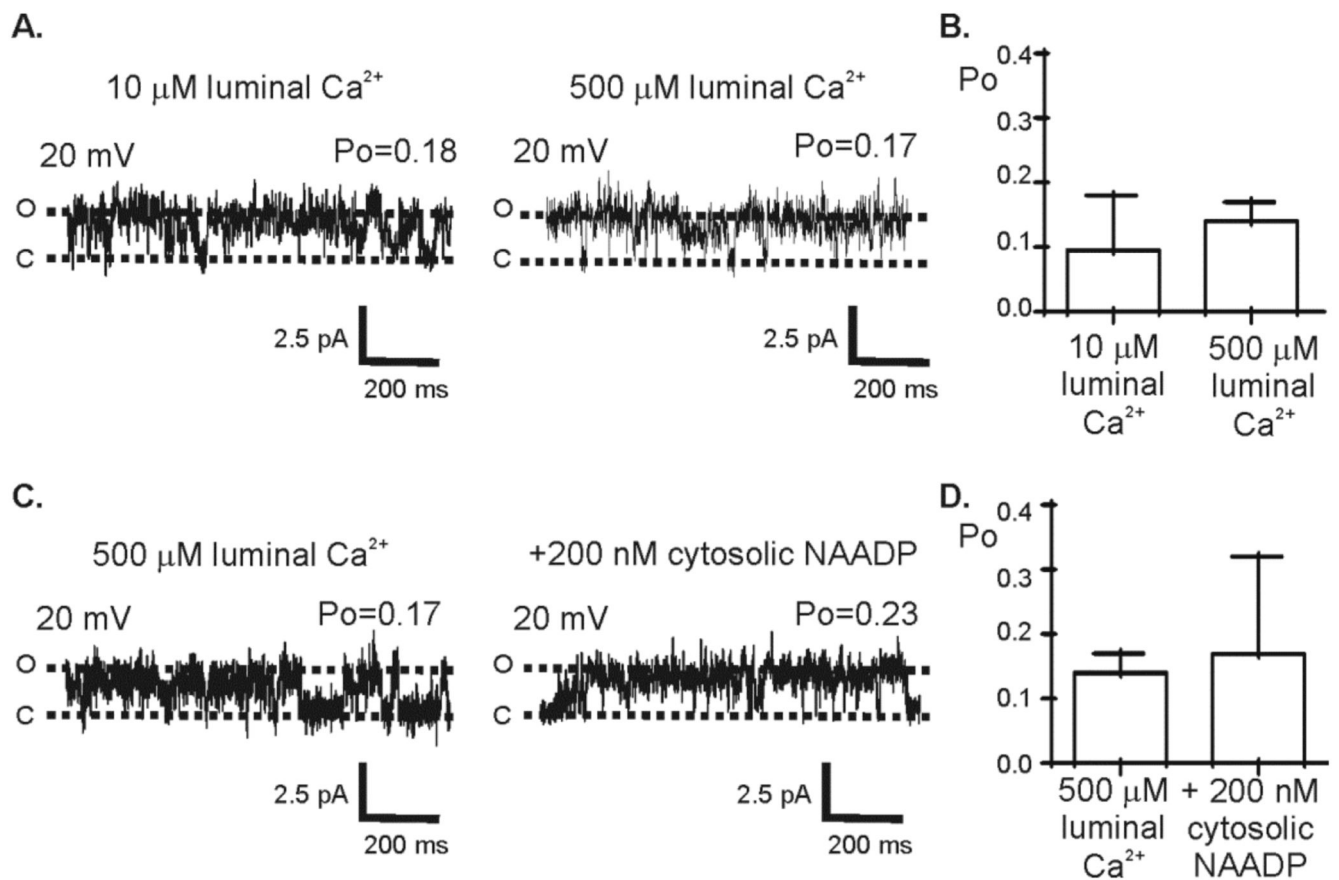 A.
10 μM luminal Ca²⁺
500 μM luminal Ca²⁺
20 mV
Po=0.18
20 mV
Po=0.17
O
C
O
C
2.5 pA
200 ms
2.5 pA
200 ms
B.
Po
0.4
0.3
0.2
0.1
0.0
10 μM
luminal
Ca²⁺
500 μM
luminal
Ca²⁺
C.
500 μM luminal Ca²⁺
+200 nM cytosolic NAADP
20 mV
Po=0.17
20 mV
Po=0.23
O
C
O
C
2.5 pA
200 ms
2.5 pA
200 ms
D.
Po
0.4
0.3
0.2
0.1
0.0
500 μM
luminal
Ca²⁺
+ 200 nM
cytosolic
NAADP